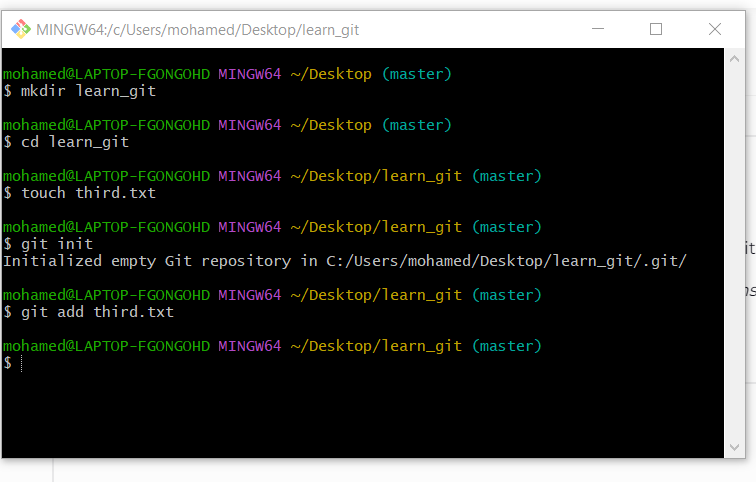 MINGW64:/c/Users/mohamed/Desktop/learn_git
mohamed@LAPTOP-FGONGOHD MINGW64 ~/Desktop (master)
$ mkdir learn_git
mohamed@LAPTOP-FGONGOHD MINGW64 ~/Desktop (master)
$ cd learn_git
mohamed@LAPTOP-FGONGOHD MINGW64 ~/Desktop/learn_git (master)
$ touch third.txt
mohamed@LAPTOP-FGONGOHD MINGW64 ~/Desktop/learn_git (master)
$ git init
Initialized empty Git repository in C:/Users/mohamed/Desktop/learn_git/.git/
mohamed@LAPTOP-FGONGOHD MINGW64 ~/Desktop/learn_git (master)
$ git add third.txt
mohamed@LAPTOP-FGONGOHD MINGW64 ~/Desktop/learn_git (master)
$